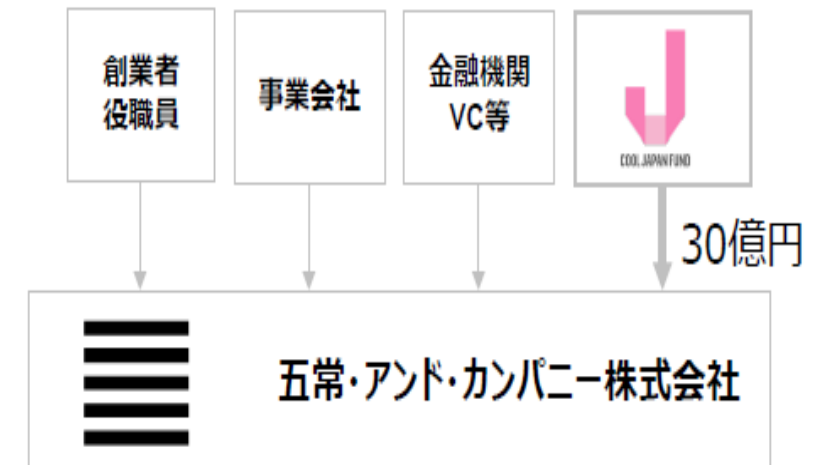 創業者
役職員
事業会社
金融機関
VC等
COOL JAPAN FUND
30億円
五常・アンド・カンパニー株式会社